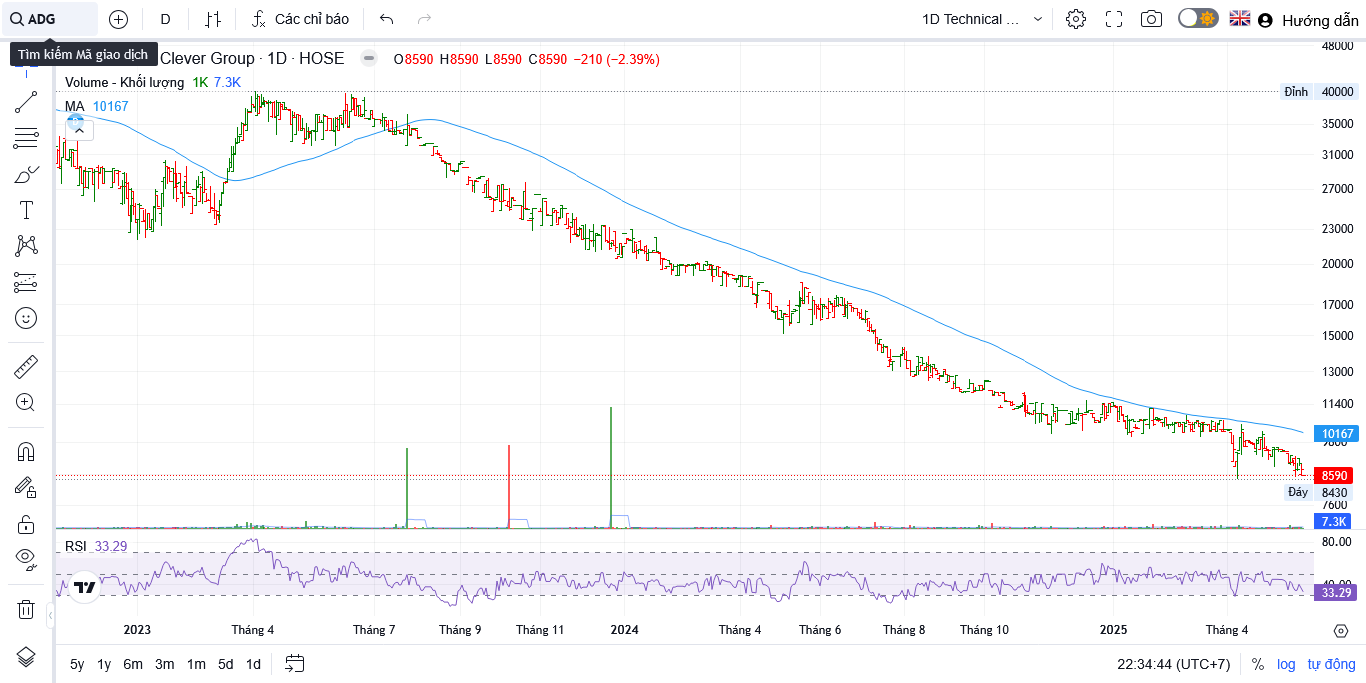 ADG
D
Các chỉ báo
1D Technical ...
Hướng dẫn
Tìm kiếm Mã giao dịch
Clever Group · 1D · HOSE
O8590 H8590 L8590 C8590 −210 (−2.39%)
Volume - Khối lượng 1K 7.3K
MA 10167
48000
Đỉnh 40000
35000
31000
27000
23000
20000
17000
15000
13000
11400
10167
9800
8590
Đáy 8430
7600
7.3K
RSI 33.29
80.00
40.00
33.29
2023 Tháng 4 Tháng 7 Tháng 9 Tháng 11 2024 Tháng 4 Tháng 6 Tháng 8 Tháng 10 2025 Tháng 4
5y 1y 6m 3m 1m 5d 1d
22:34:44 (UTC+7) % log tự động